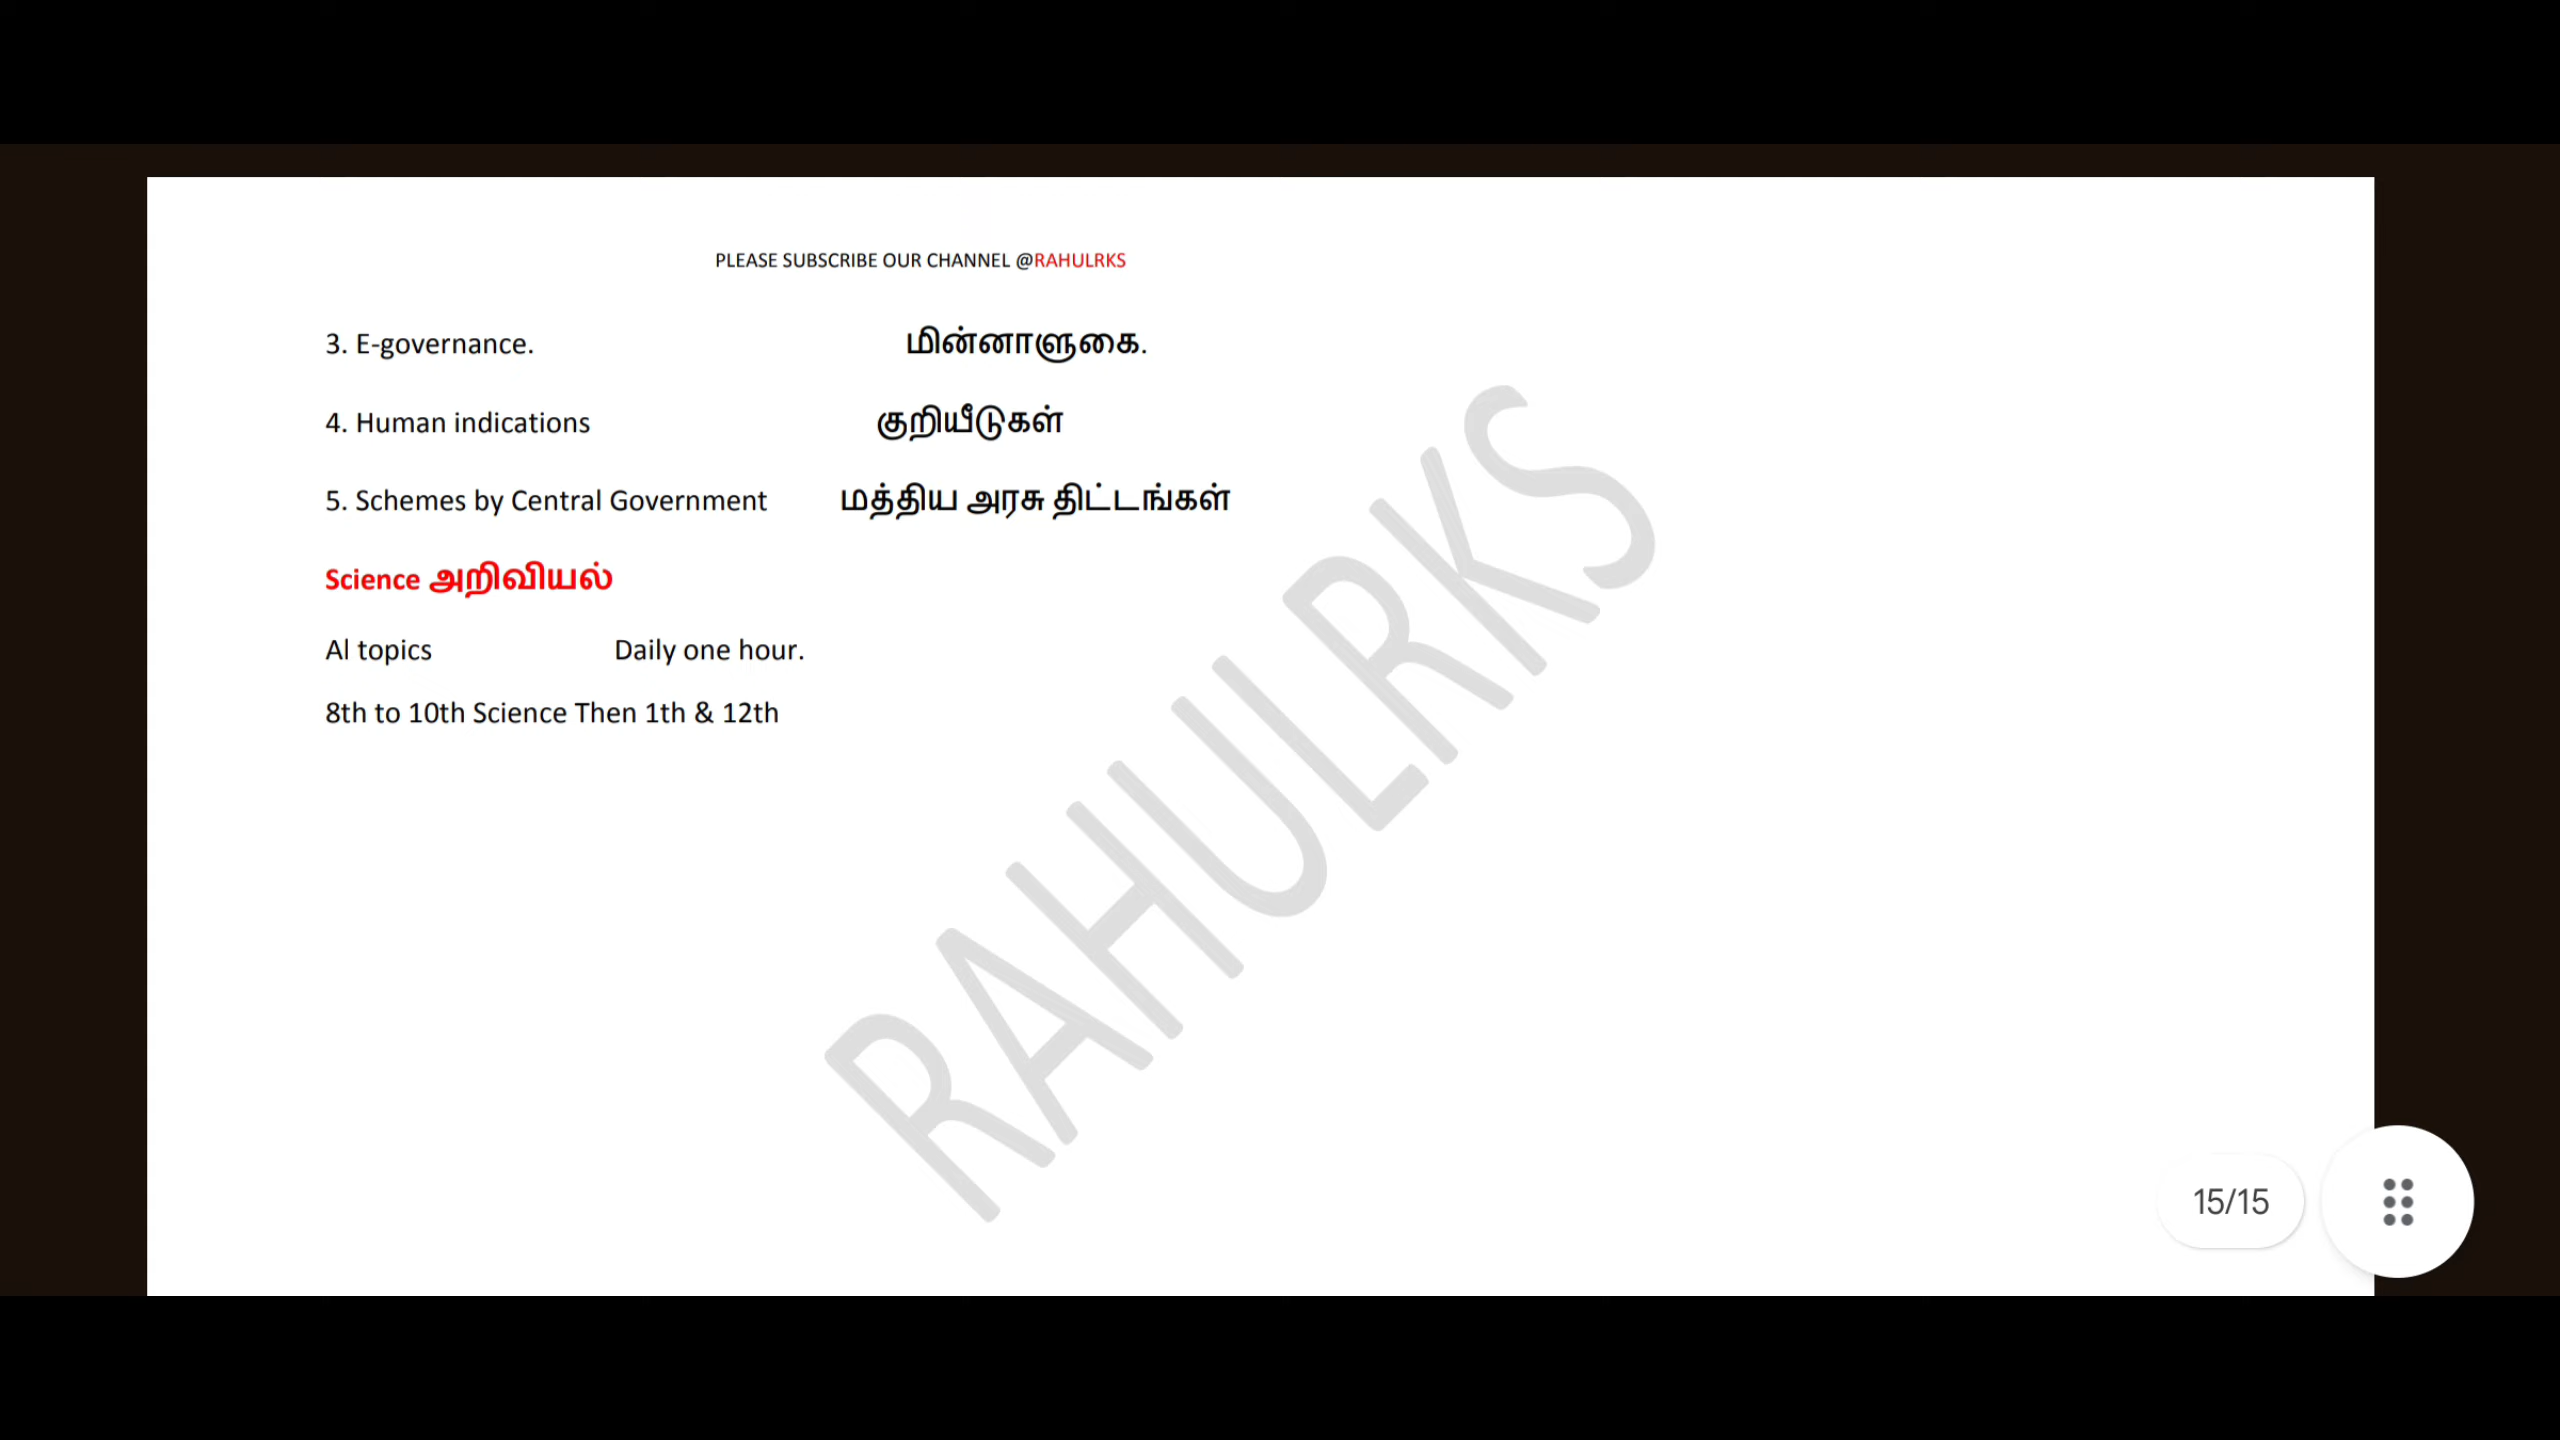 PLEASE SUBSCRIBE OUR CHANNEL @RAHULRKS
3. E-governance. மின்னாளுகை.
4. Human indications குறியீடுகள்
5. Schemes by Central Government மத்திய அரசு திட்டங்கள்
Science அறிவியல்
Al topics Daily one hour.
8th to 10th Science Then 1th & 12th
RAHULRKS
15/15